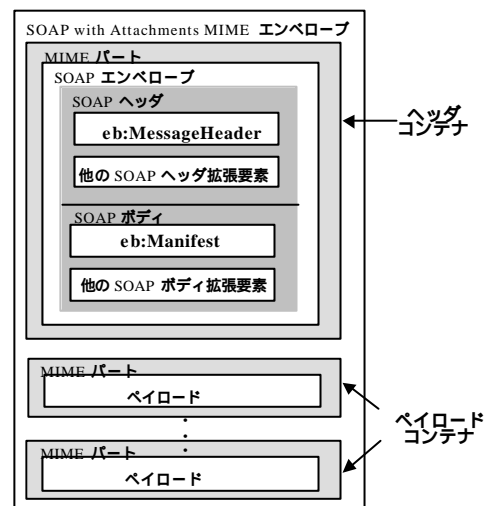 SOAP with Attachments MIME エンベロープ
MIME パート
SOAP エンベロープ
SOAP ヘッダ
eb:MessageHeader
他の SOAP ヘッダ拡張要素
SOAP ボディ
eb:Manifest
他の SOAP ボディ拡張要素
ヘッダ
コンテナ
MIME パート
ペイロード
MIME パート
ペイロード
ペイロード
コンテナ